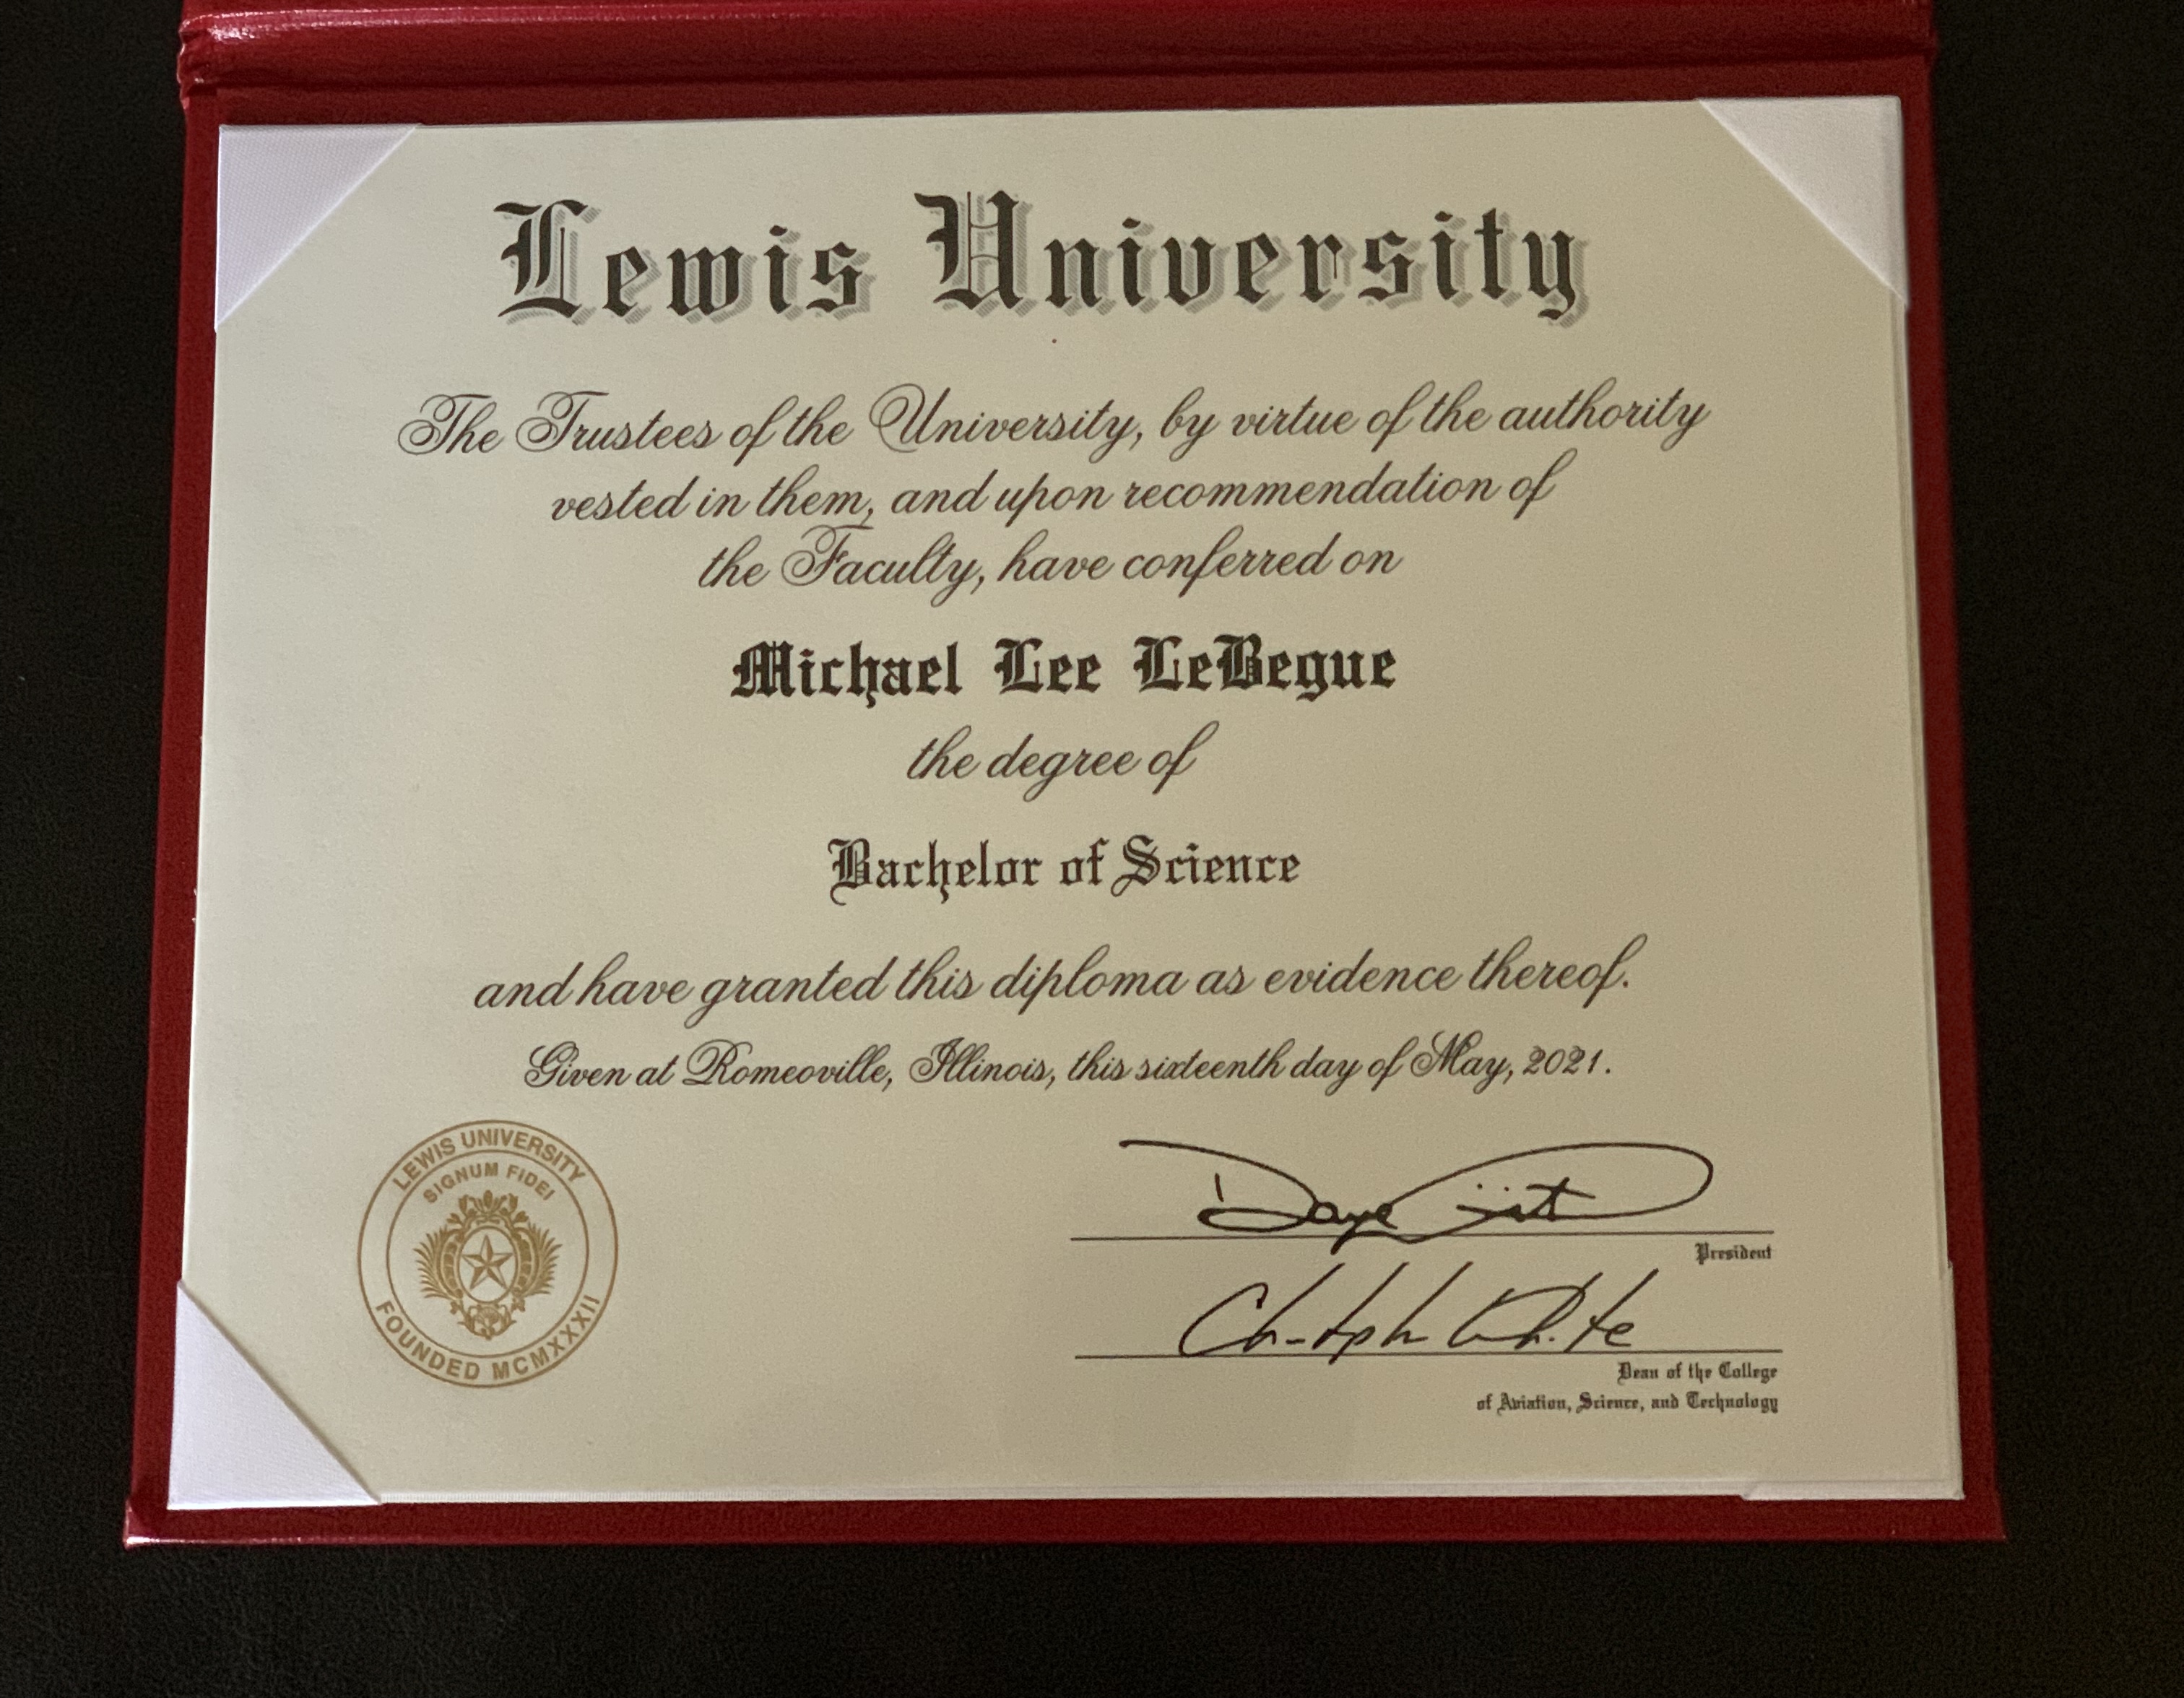 Lewis University
The Trustees of the University, by virtue of the authority
vested in them, and upon recommendation of
the Faculty, have conferred on
Michael Lee LeBegue
the degree of
Bachelor of Science
and have granted this diploma as evidence thereof.
Given at Romeoville, Illinois, this sixteenth day of May, 2021.
LEWIS UNIVERSITY
SIGNUM FIDEI
FOUNDED MCMXXXII
President
White
Dean of the College
of Aviation, Science, and Technology